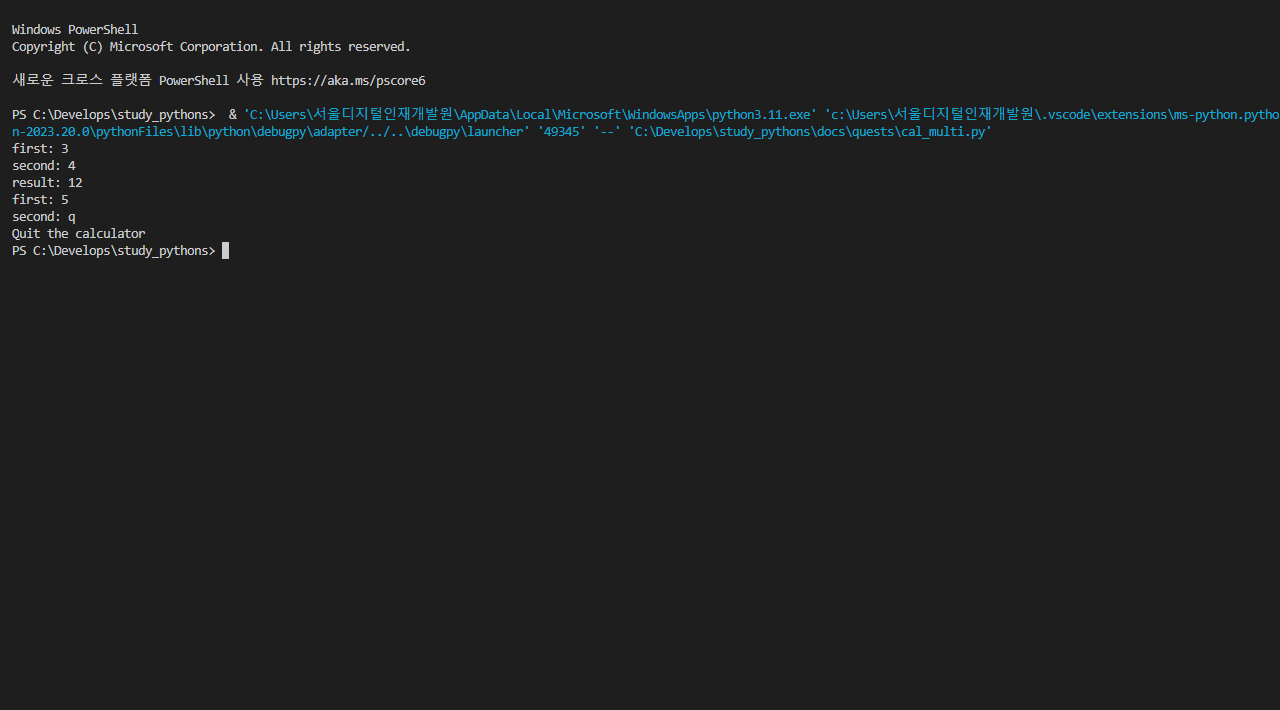 Windows PowerShell
Copyright (C) Microsoft Corporation. All rights reserved.
새로운 크로스 플랫폼 PowerShell 사용 https://aka.ms/pscore6
PS C:\Develops\study_pythons>  & 'C:\Users\서울디지털인재개발원\AppData\Local\Microsoft\WindowsApps\python3.11.exe' 'c:\Users\서울디지털인재개발원\.vscode\extensions\ms-python.pytho
n-2023.20.0\pythonFiles\lib\python\debugpy\adapter/../..\debugpy\launcher' '49345' '--' 'C:\Develops\study_pythons\docs\quests\cal_multi.py'
first: 3
second: 4
result: 12
first: 5
second: q
Quit the calculator
PS C:\Develops\study_pythons>